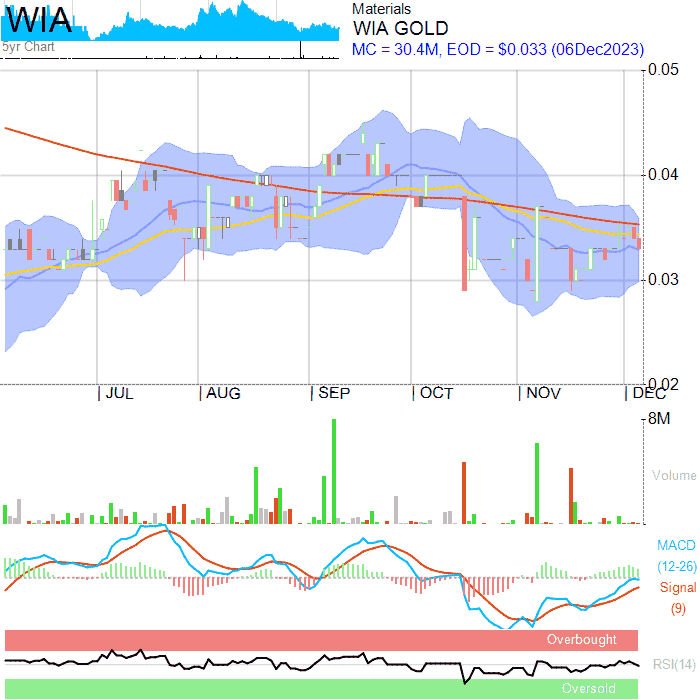 WIA
5yr Chart
Materials
WIA GOLD
MC = 30.4M, EOD = $0.033 (06Dec2023)
0.05
0.04
0.03
0.02
JUL AUG SEP OCT NOV DEC
8M
Volume
MACD
(12-26)
Signal
(9)
Overbought
RSI(14)
Oversold